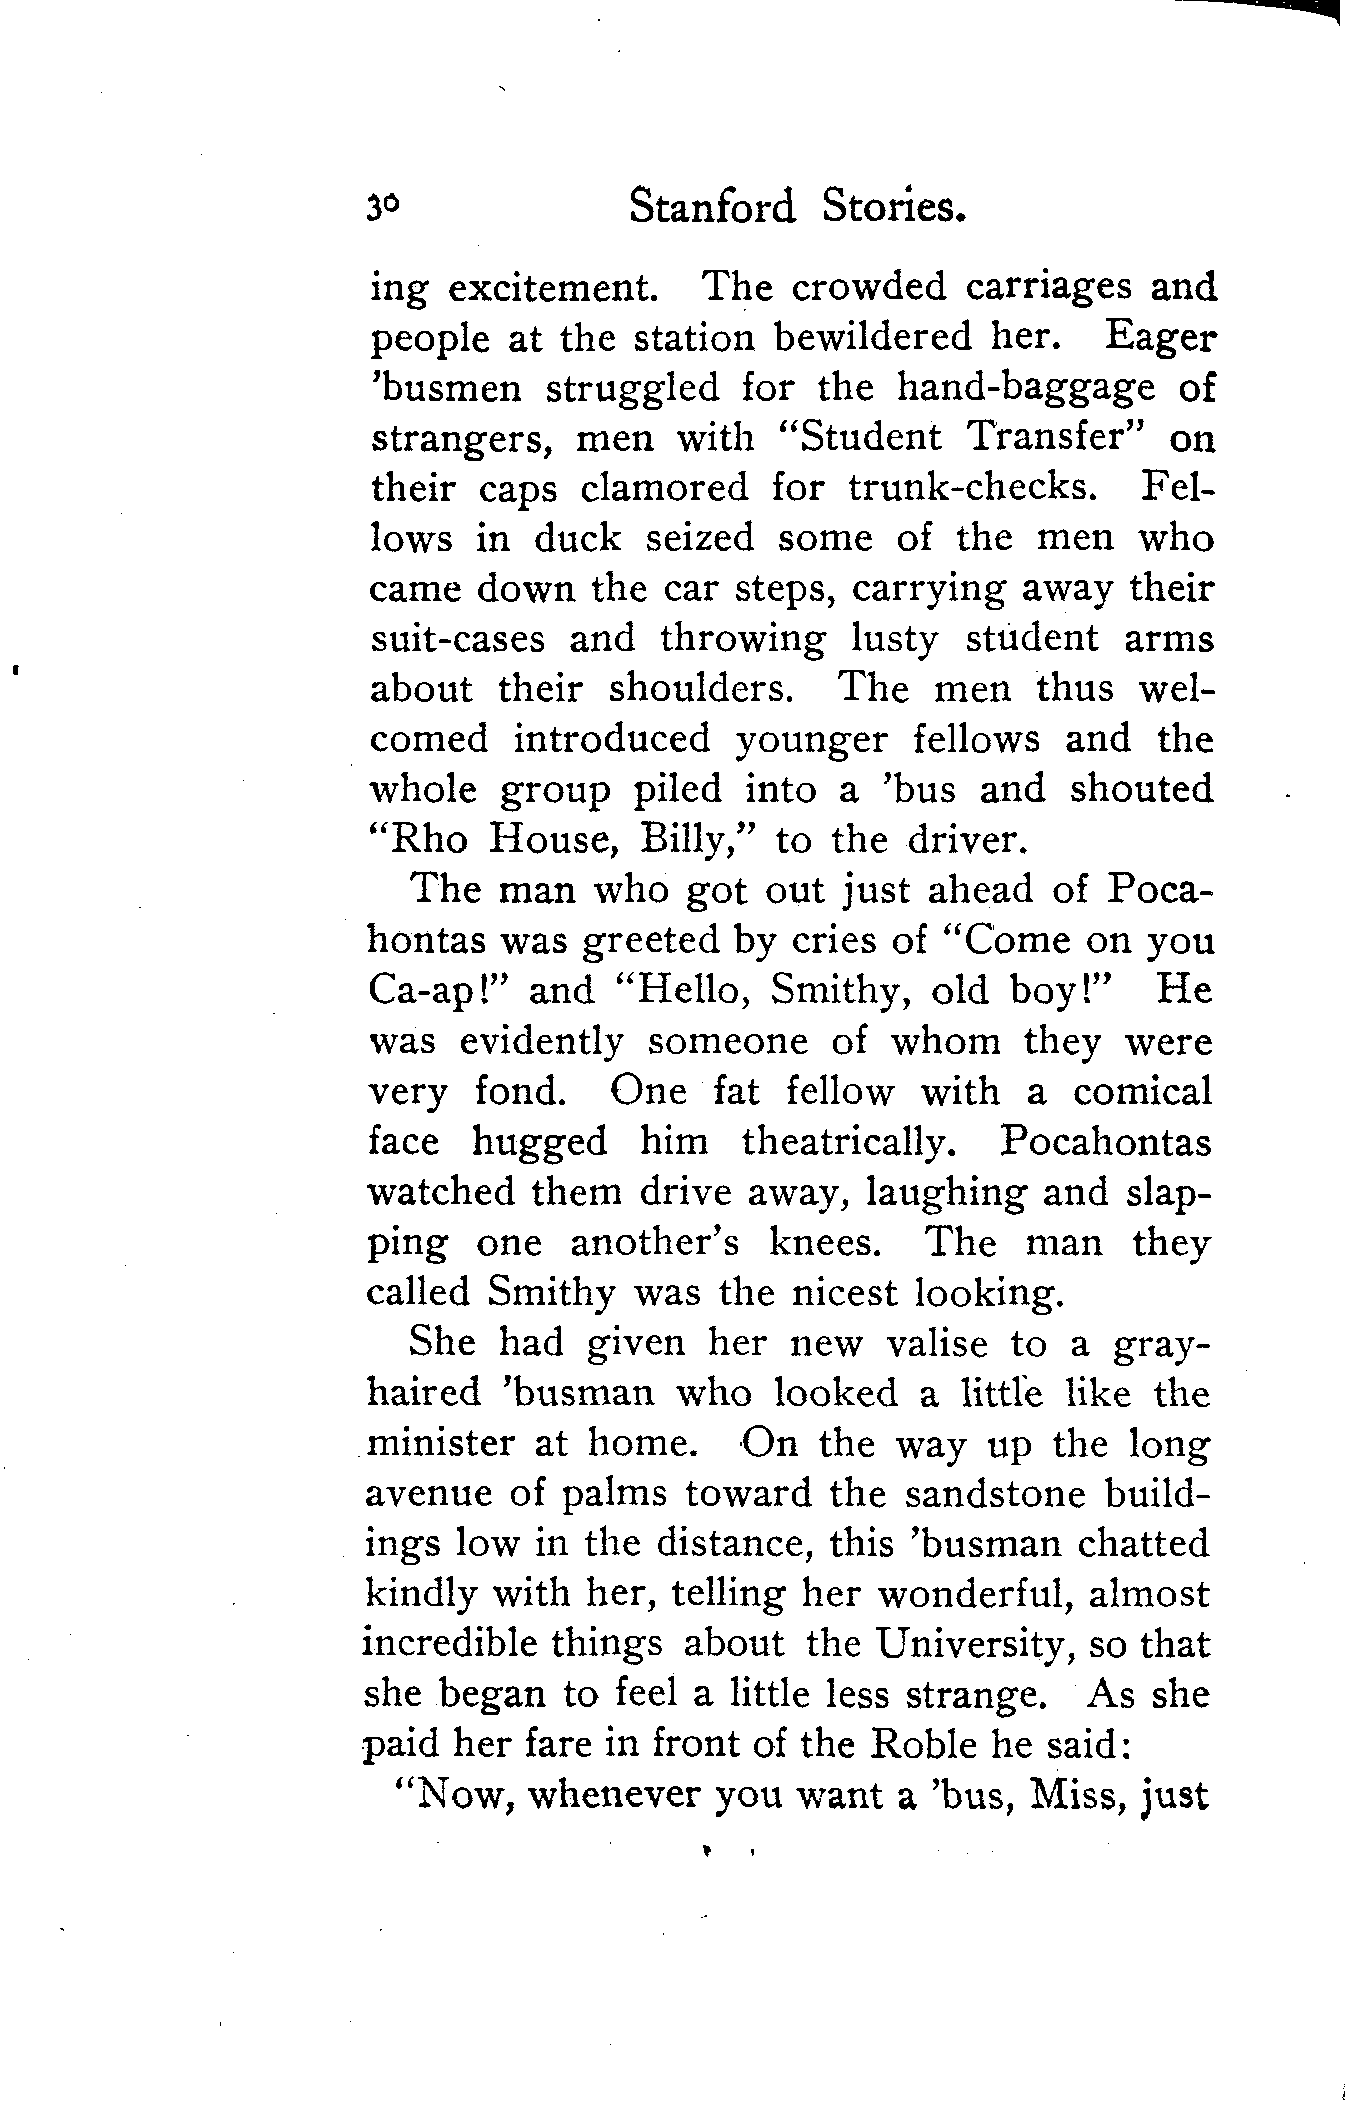 30 Stanford Stories.
ing excitement. The crowded carriages and
people at the station bewildered her. Eager
'busmen struggled for the hand-baggage of
strangers, men with "Student Transfer" on
their caps clamored for trunk-checks. Fel-
lows in duck seized some of the men who
came down the car steps, carrying away their
suit-cases and throwing lusty student arms
about their shoulders. The men thus wel-
comed introduced younger fellows and the
whole group piled into a 'bus and shouted
"Rho House, Billy," to the driver.
The man who got out just ahead of Poca-
hontas was greeted by cries of "Come on you
Ca-ap!" and "Hello, Smithy, old boy!" He
was evidently someone of whom they were
very fond. One fat fellow with a comical
face hugged him theatrically. Pocahontas
watched them drive away, laughing and slap-
ping one another's knees. The man they
called Smithy was the nicest looking.
She had given her new valise to a gray-
haired 'busman who looked a little like the
minister at home. On the way up the long
avenue of palms toward the sandstone build-
ings low in the distance, this 'busman chatted
kindly with her, telling her wonderful, almost
incredible things about the University, so that
she began to feel a little less strange. As she
paid her fare in front of the Roble he said:
"Now, whenever you want a 'bus, Miss, just